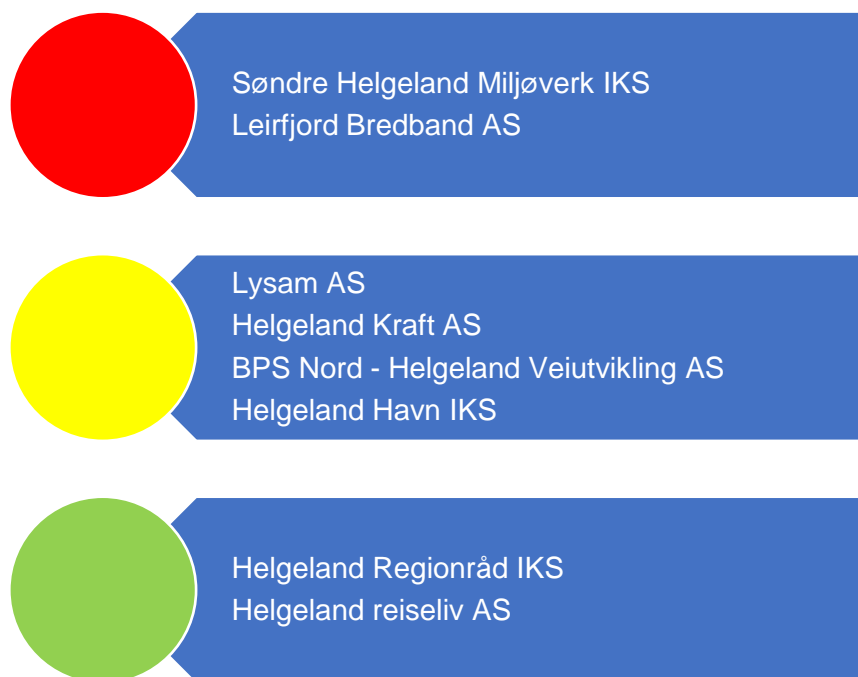 Søndre Helgeland Miljøverk IKS
Leirfjord Bredband AS
Lysam AS
Helgeland Kraft AS
BPS Nord - Helgeland Veiutvikling AS
Helgeland Havn IKS
Helgeland Regionråd IKS
Helgeland reiseliv AS